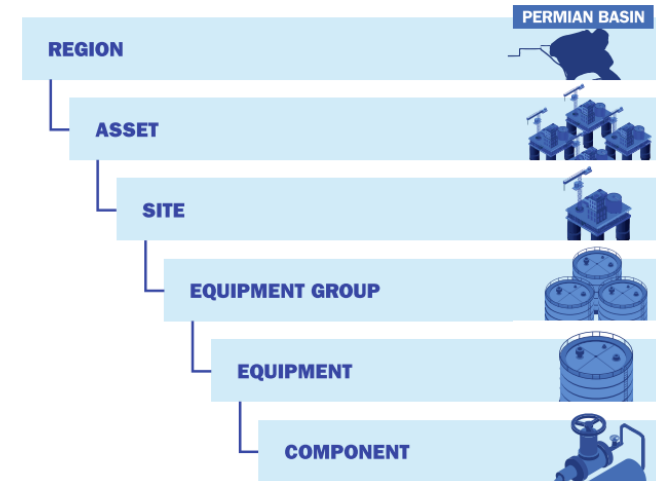 PERMIAN BASIN
REGION
ASSET
SITE
EQUIPMENT GROUP
EQUIPMENT
COMPONENT